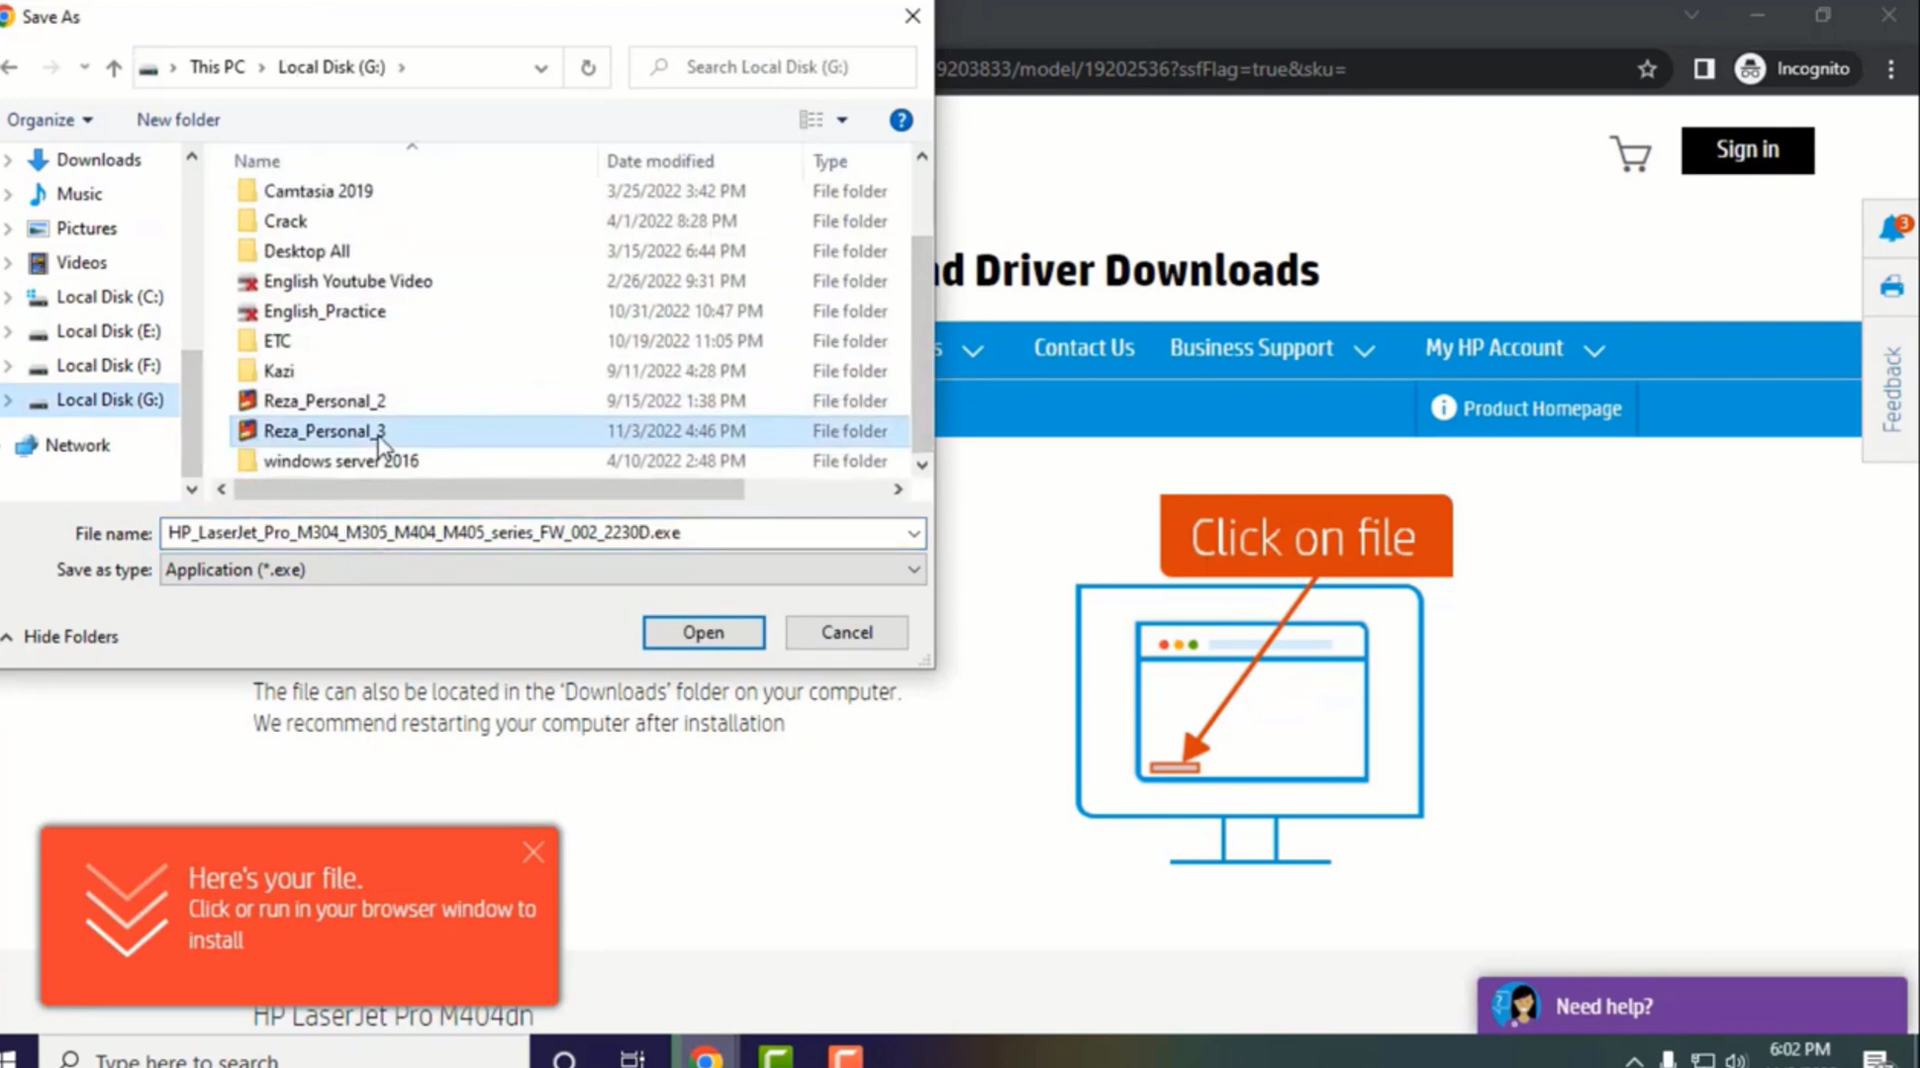 Save As
This PC > Local Disk (G:) >
Search Local Disk (G:)
9203833/model/19202536?ssfFlag=true&sku=
Incognito
Organize
New folder
Sign in
Downloads
Music
Pictures
Videos
Local Disk (C:)
Local Disk (E:)
Local Disk (F:)
Local Disk (G:)
Network
Name Date modified Type
Camtasia 2019 3/25/2022 3:42 PM File folder
Crack 4/1/2022 8:28 PM File folder
Desktop All 3/15/2022 6:44 PM File folder
English Youtube Video 2/26/2022 9:31 PM File folder
English_Practice 10/31/2022 10:47 PM File folder
ETC 10/19/2022 11:05 PM File folder
Kazi 9/11/2022 4:28 PM File folder
Reza_Personal_2 9/15/2022 1:38 PM File folder
Reza_Personal_3 11/3/2022 4:46 PM File folder
windows server 2016 4/10/2022 2:48 PM File folder
3
d Driver Downloads
s Contact Us Business Support My HP Account
Product Homepage
Feedback
File name: HP_LaserJet_Pro_M304_M305_M404_M405_series_FW_002_2230D.exe
Save as type: Application (*.exe)
Hide Folders
Open
Cancel
Click on file
The file can also be located in the 'Downloads' folder on your computer.
We recommend restarting your computer after installation
Here's your file.
Click or run in your browser window to
install
HP LaserJet Pro M404dn
Need help?
Type here to search
6:02 PM